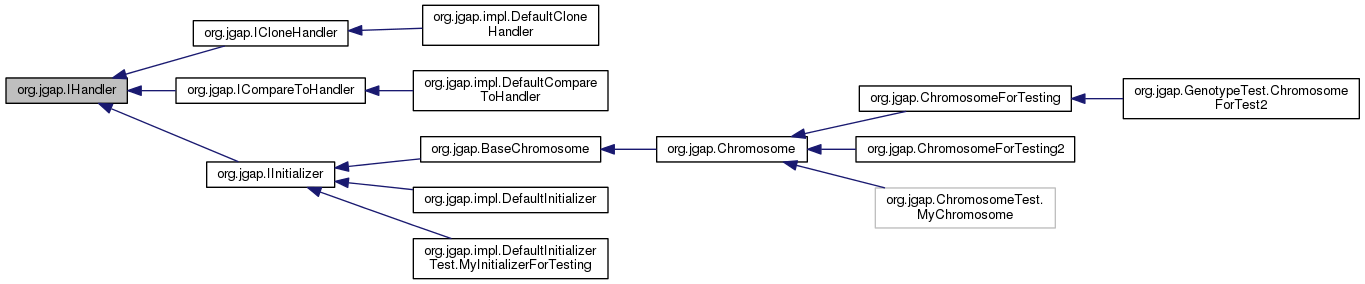 org.jgap.IHandler
org.jgap.ICloneHandler
org.jgap.impl.DefaultClone
Handler
org.jgap.ICompareToHandler
org.jgap.impl.DefaultCompare
ToHandler
org.jgap.IInitializer
org.jgap.BaseChromosome
org.jgap.Chromosome
org.jgap.ChromosomeForTesting
org.jgap.GenotypeTest.Chromosome
ForTest2
org.jgap.ChromosomeForTesting2
org.jgap.ChromosomeTest.
MyChromosome
org.jgap.impl.DefaultInitializer
org.jgap.impl.DefaultInitializer
Test.MyInitializerForTesting